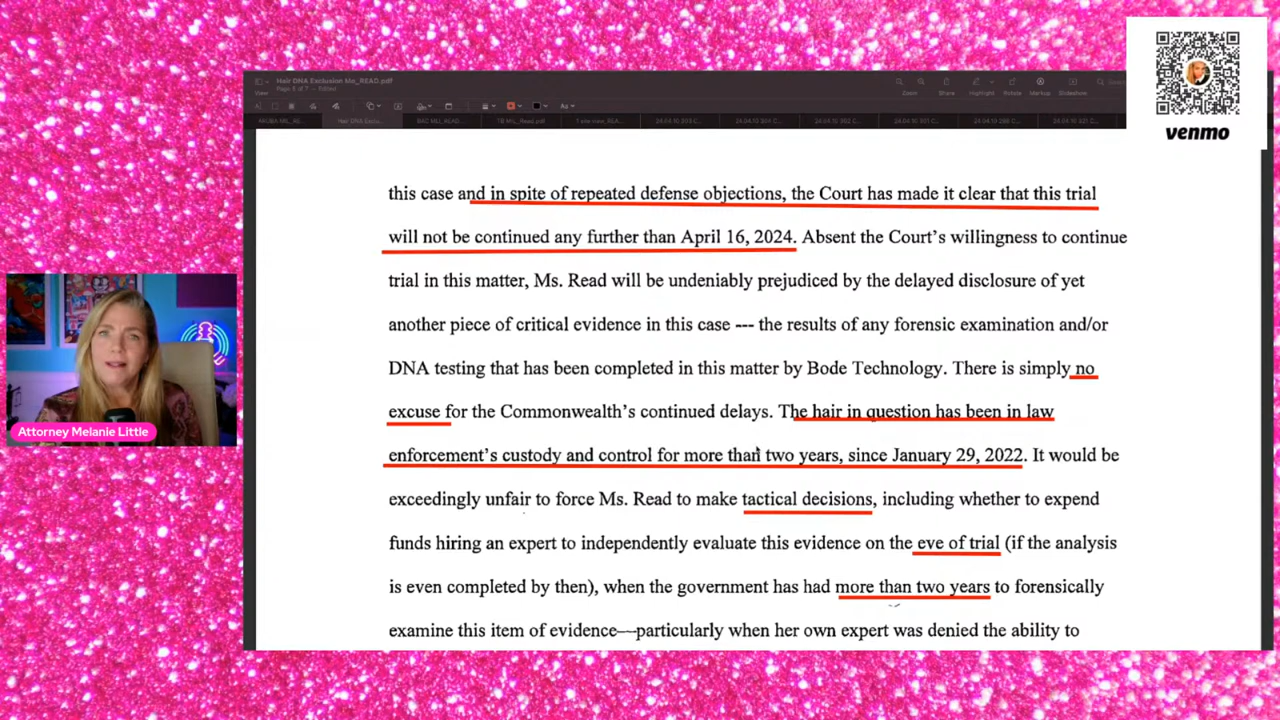 venmo
Hair DNA Exclusion Mo_READ.pdf
this case and in spite of repeated defense objections, the Court has made it clear that this trial
will not be continued any further than April 16, 2024. Absent the Court's willingness to continue
trial in this matter, Ms. Read will be undeniably prejudiced by the delayed disclosure of yet
another piece of critical evidence in this case --- the results of any forensic examination and/or
DNA testing that has been completed in this matter by Bode Technology. There is simply no
excuse for the Commonwealth's continued delays. The hair in question has been in law
enforcement's custody and control for more than two years, since January 29, 2022. It would be
exceedingly unfair to force Ms. Read to make tactical decisions, including whether to expend
funds hiring an expert to independently evaluate this evidence on the eve of trial (if the analysis
is even completed by then), when the government has had more than two years to forensically
examine this item of evidence—particularly when her own expert was denied the ability to
Attorney Melanie Little